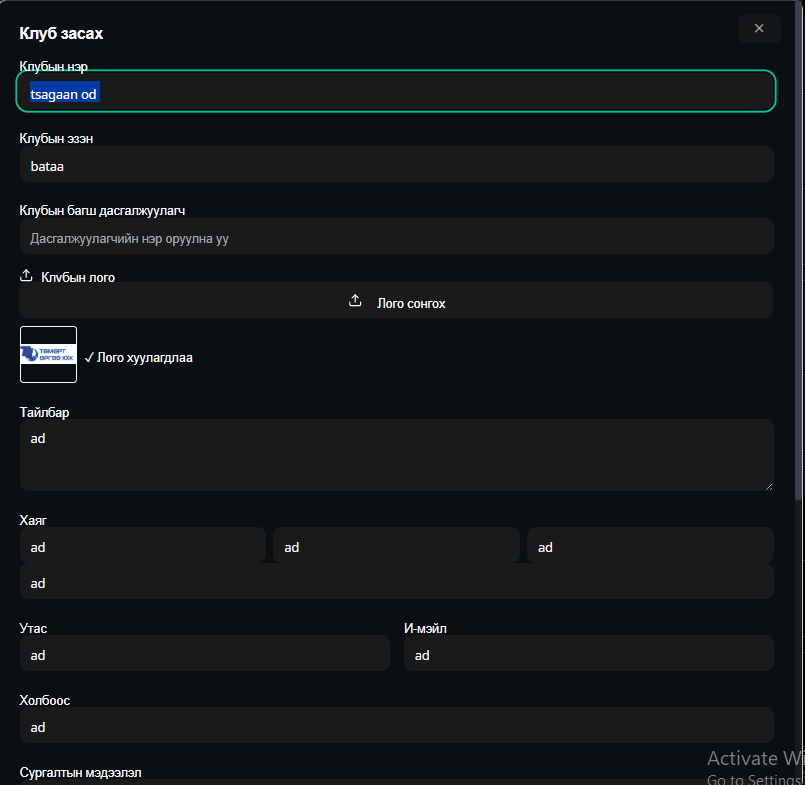 Клуб засах
Клубын нэр
tsagaan od
Клубын эзэн
bataa
Клубын багш дасгалжуулагч
Дасгалжуулагчийн нэр оруулна уу
Клубын лого
Лого сонгох
ТӨМӨРТ
ӨРГӨӨ ХХК
✓ Лого хуулагдлаа
Тайлбар
ad
Хаяг
ad ad ad
ad
Утас И-мэйл
ad ad
Холбоос
ad
Сургалтын мэдээлэл
Activate Wi
Go to Settings